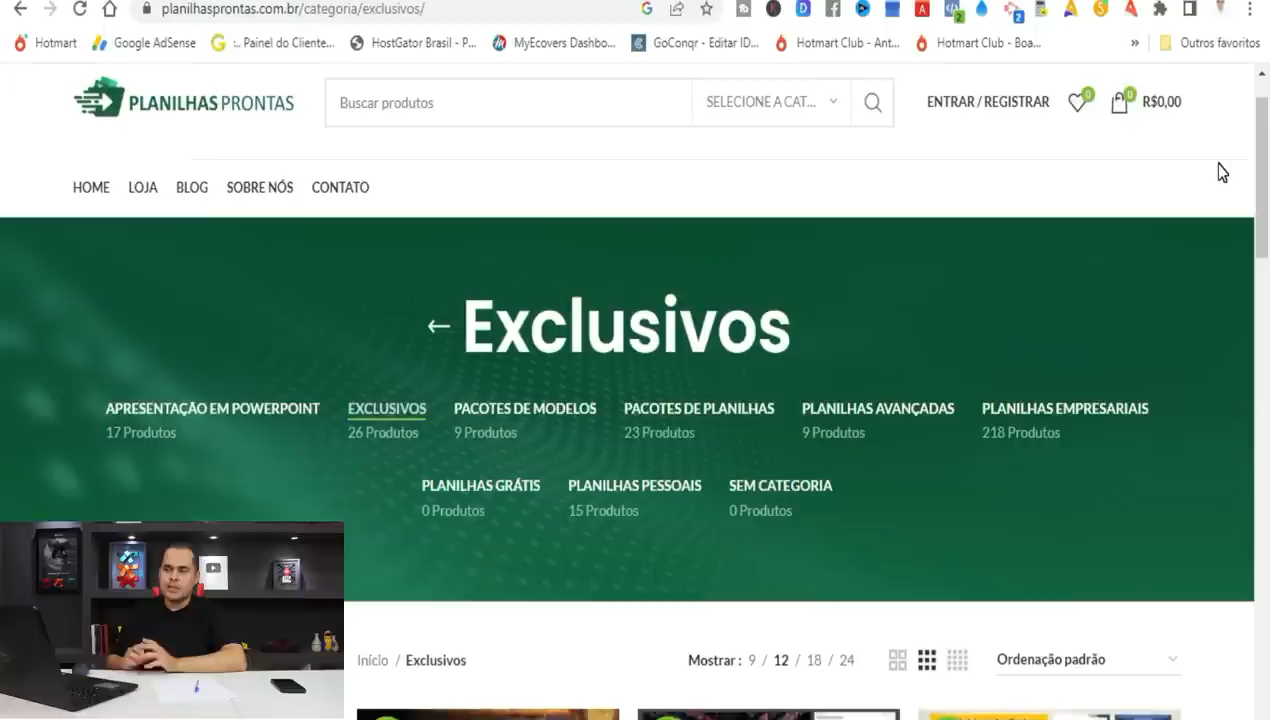 planilhasprontas.com.br/categoria/exclusivos/
Hotmart
Google AdSense
:.. Painel do Cliente...
HostGator Brasil - P...
MyEcovers Dashbo...
GoConqr - Editar ID...
Hotmart Club - Ant...
Hotmart Club - Boa...
»
Outros favoritos
PLANILHAS PRONTAS
Buscar produtos
SELECIONE A CAT...
ENTRAR / REGISTRAR
0
0
R$0,00
HOME LOJA BLOG SOBRE NÓS CONTATO
← Exclusivos
APRESENTAÇÃO EM POWERPOINT EXCLUSIVOS PACOTES DE MODELOS PACOTES DE PLANILHAS PLANILHAS AVANÇADAS PLANILHAS EMPRESARIAIS
17 Produtos 26 Produtos 9 Produtos 23 Produtos 9 Produtos 218 Produtos
PLANILHAS GRÁTIS PLANILHAS PESSOAIS SEM CATEGORIA
0 Produtos 15 Produtos 0 Produtos
Início / Exclusivos
Mostrar : 9 / 12 / 18 / 24
Ordenação padrão